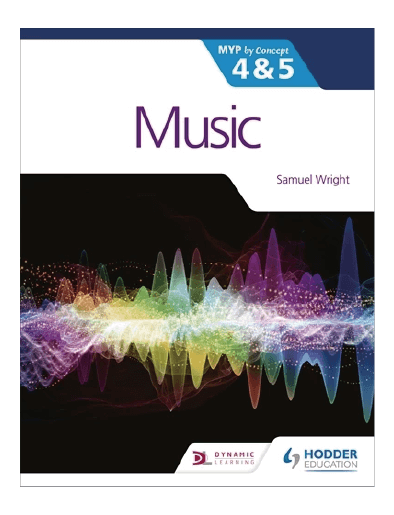 MYP by Concept
4 & 5
Music
Samuel Wright
DYNAMIC
LEARNING
HODDER
EDUCATION